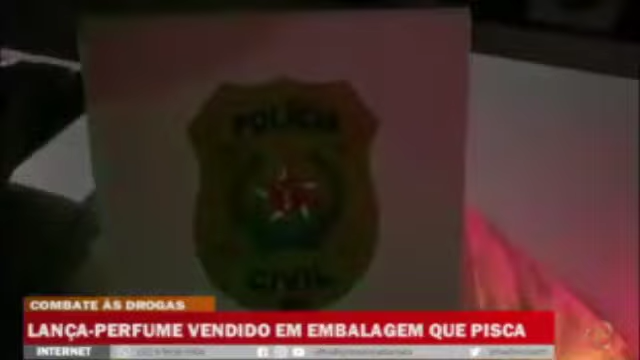 POLÍCIA
CIVIL
COMBATE ÀS DROGAS
LANÇA-PERFUME VENDIDO EM EMBALAGEM QUE PISCA
INTERNET